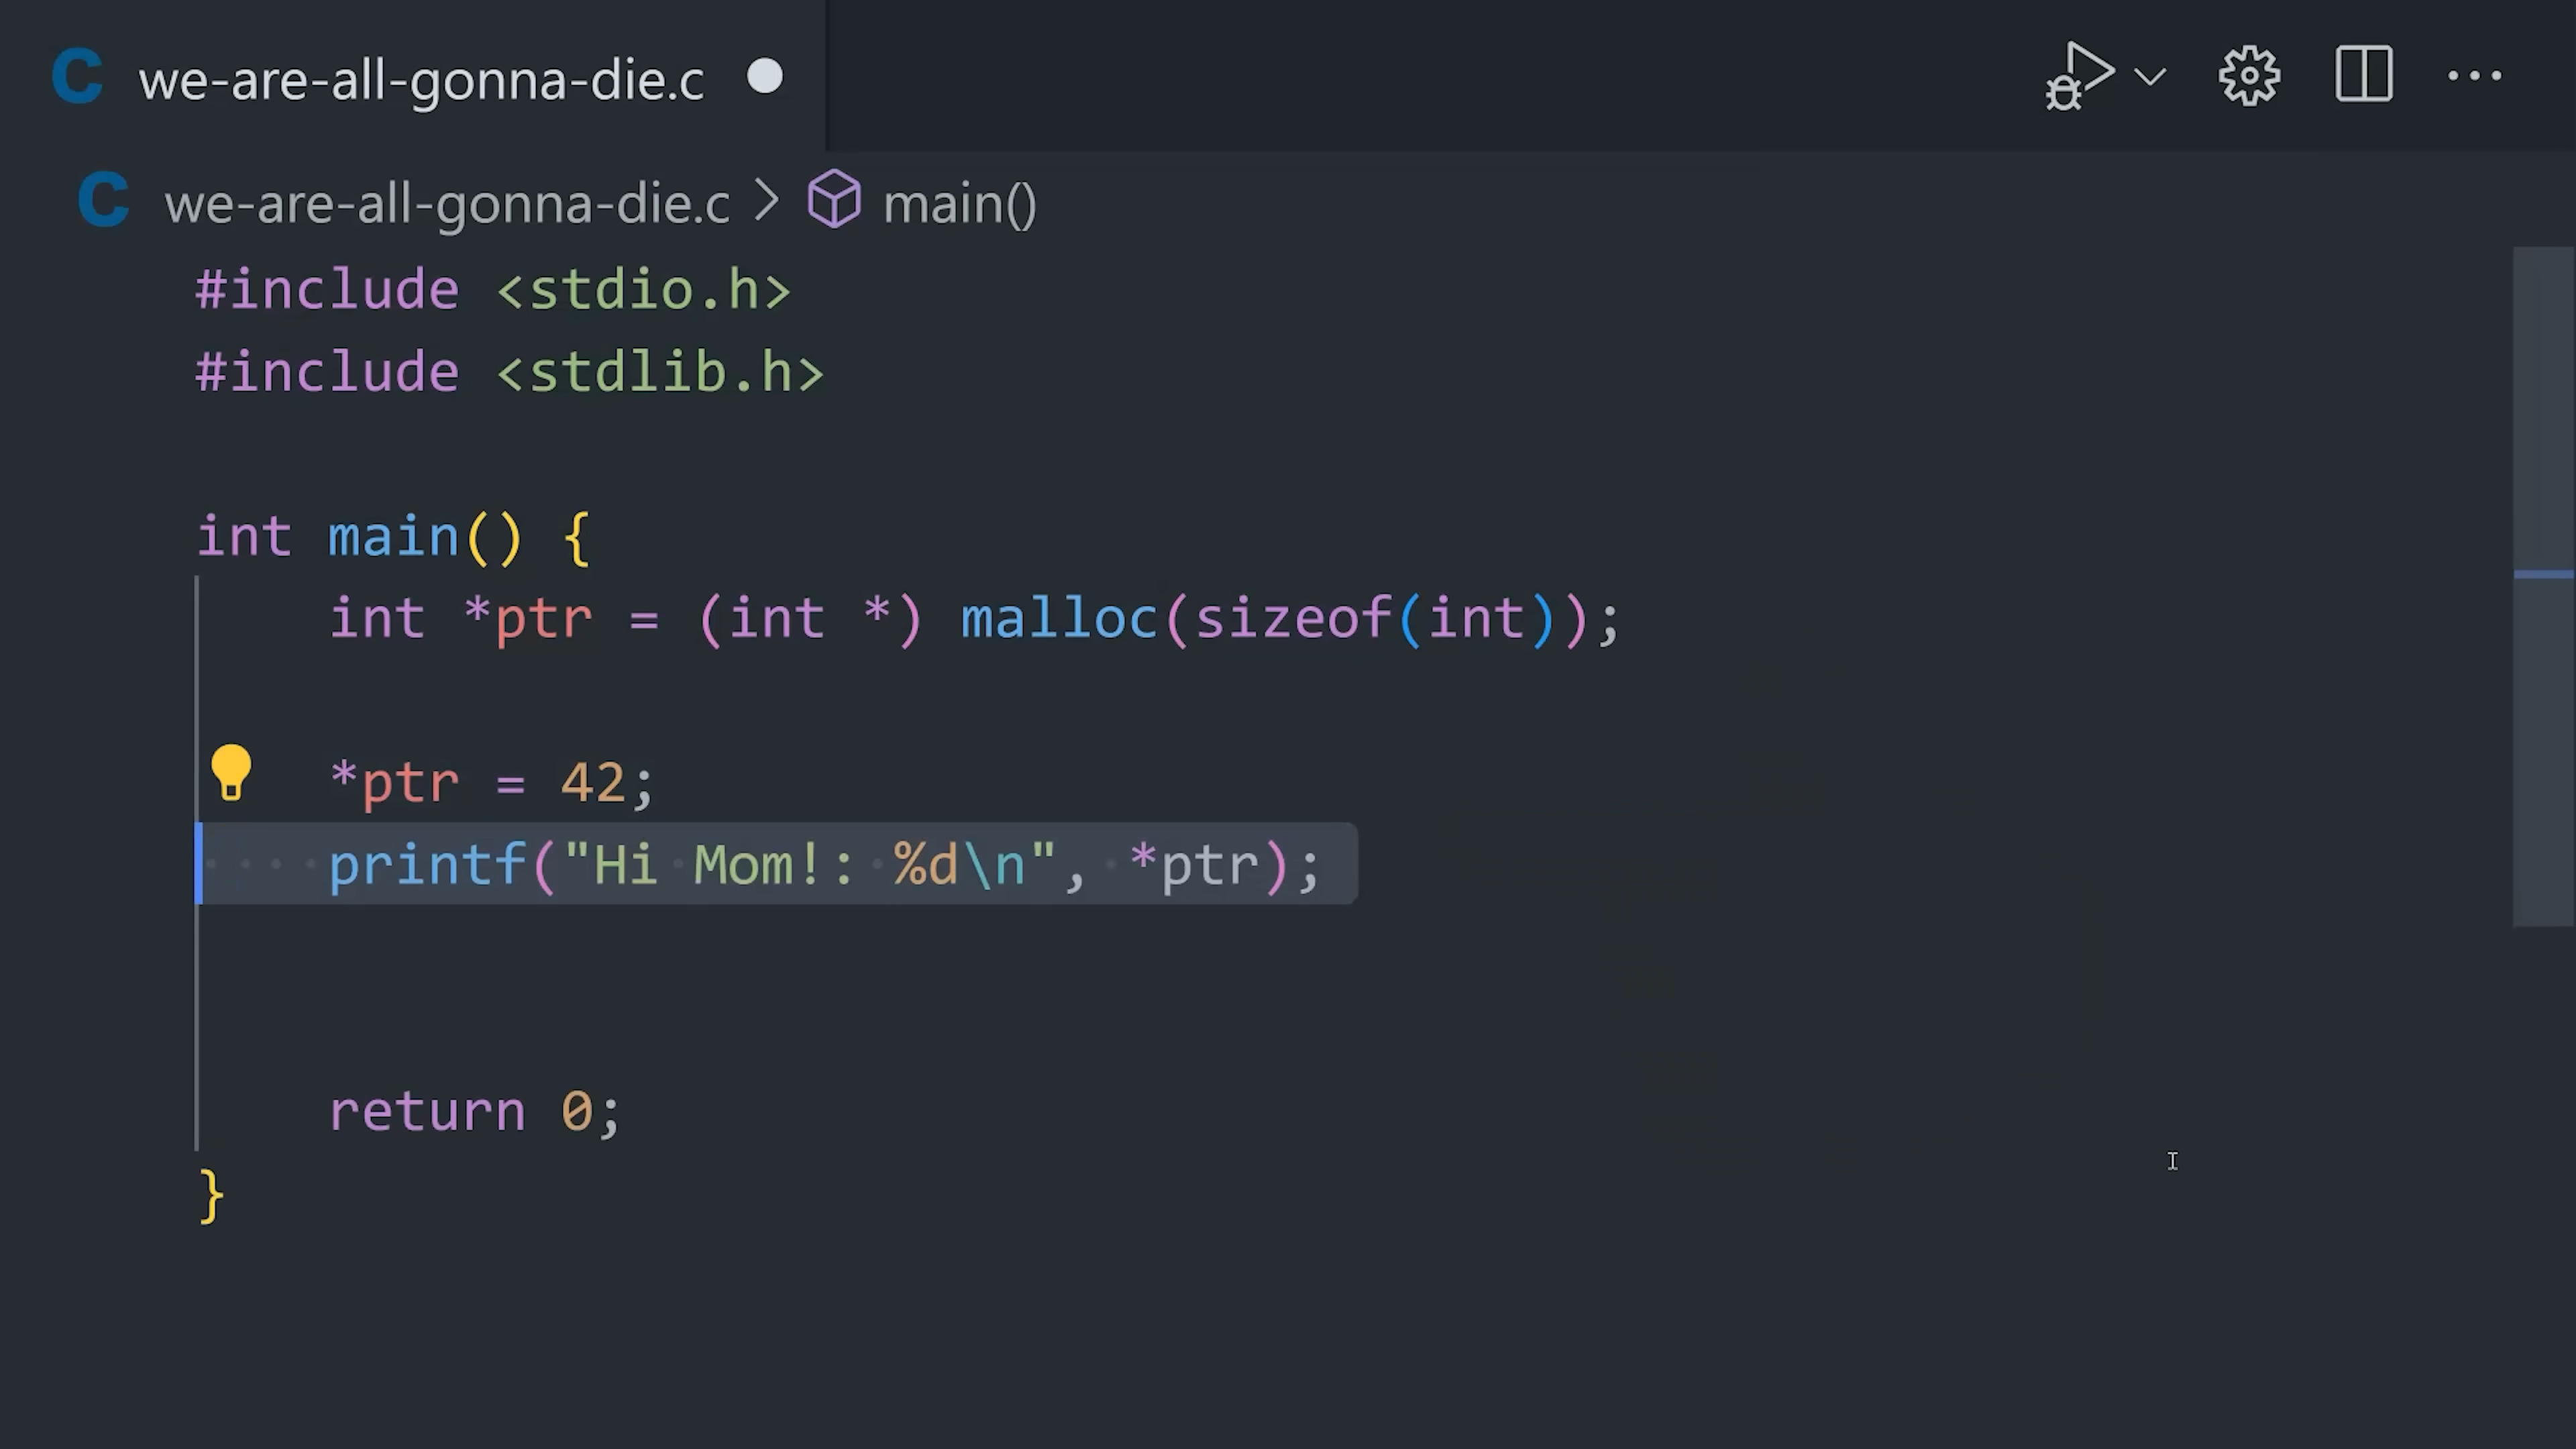 C we-are-all-gonna-die.c
C we-are-all-gonna-die.c > main()
#include <stdio.h>
#include <stdlib.h>
int main() {
    int *ptr = (int *) malloc(sizeof(int));
    *ptr = 42;
    printf("Hi Mom!: %d\n", *ptr);
    return 0;
}